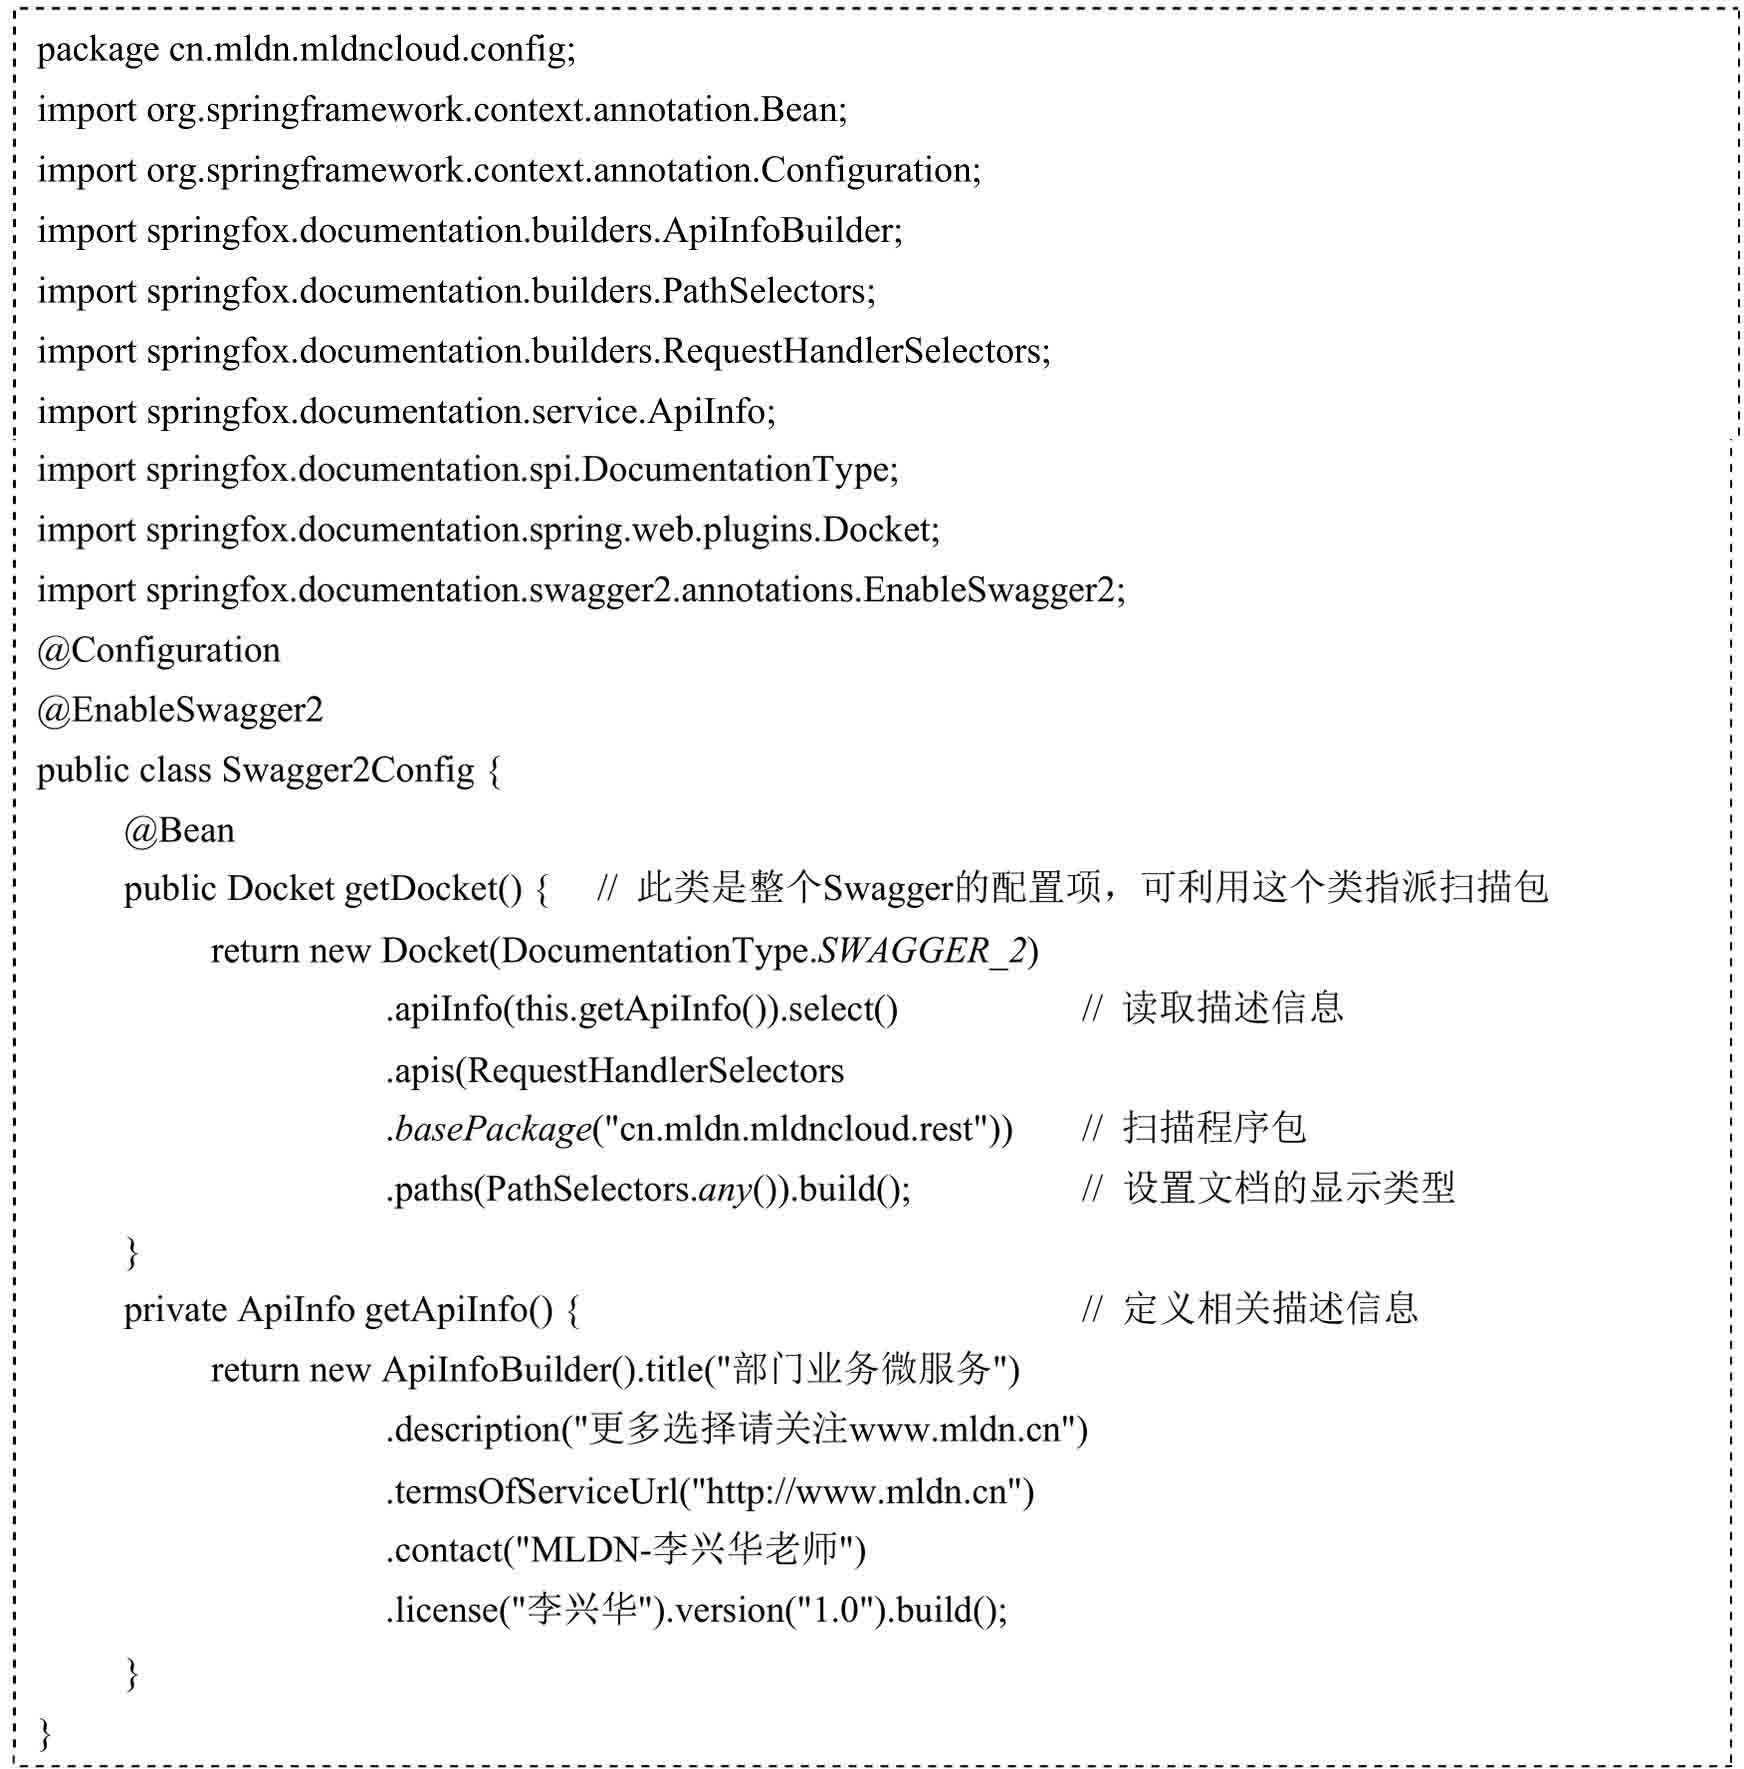 package cn.mldn.mldncloud.config;
import org.springframework.context.annotation.Bean;
import org.springframework.context.annotation.Configuration;
import springfox.documentation.builders.ApiInfoBuilder;
import springfox.documentation.builders.PathSelectors;
import springfox.documentation.builders.RequestHandlerSelectors;
import springfox.documentation.service.ApiInfo;
import springfox.documentation.spi.DocumentationType;
import springfox.documentation.spring.web.plugins.Docket;
import springfox.documentation.swagger2.annotations.EnableSwagger2;
@Configuration
@EnableSwagger2
public class Swagger2Config {
@Bean
public Docket getDocket() { // 此类是整个Swagger的配置项，可利用这个类指派扫描包
return new Docket(DocumentationType.SWAGGER_2)
.apiInfo(this.getApiInfo()).select() // 读取描述信息
.apis(RequestHandlerSelectors
.basePackage("cn.mldn.mldncloud.rest")) // 扫描程序包
.paths(PathSelectors.any()).build(); // 设置文档的显示类型
}
private ApiInfo getApiInfo() { // 定义相关描述信息
return new ApiInfoBuilder().title("部门业务微服务")
.description("更多选择请关注www.mldn.cn")
.termsOfServiceUrl("http://www.mldn.cn")
.contact("MLDN-李兴华老师")
.license("李兴华").version("1.0").build();
}
}